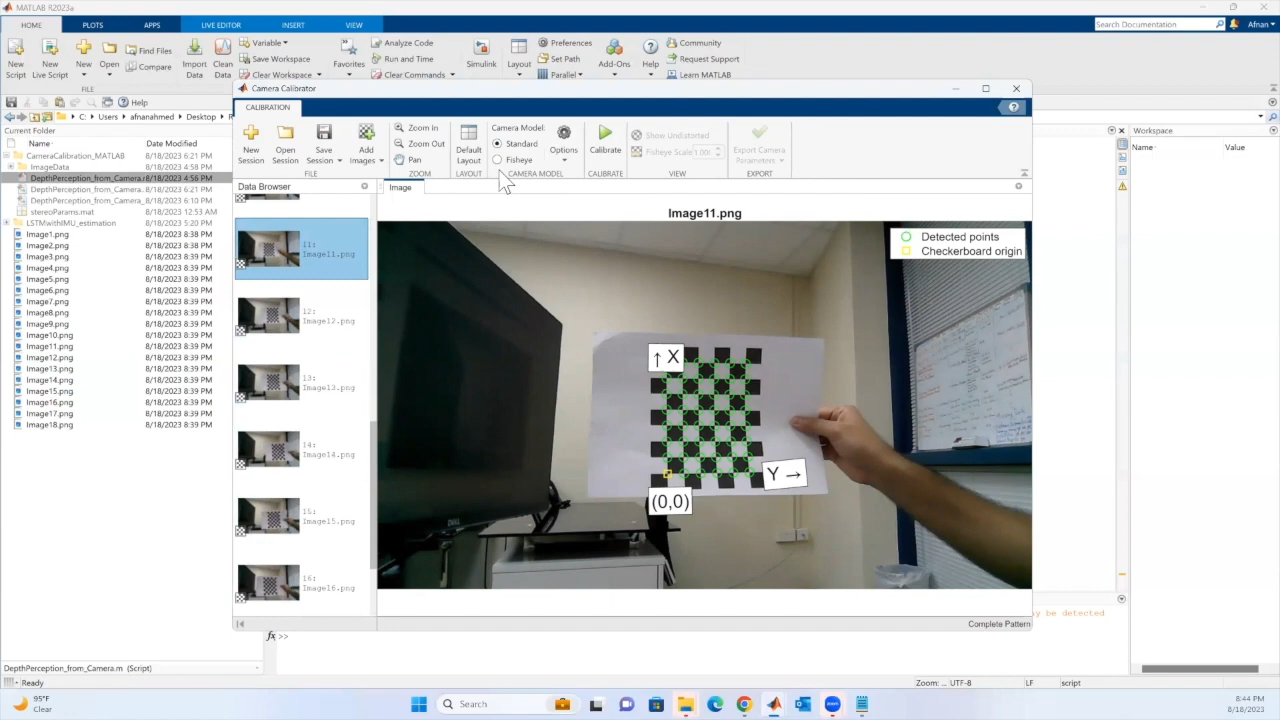 MATLAB R2023a
HOME PLOTS APPS LIVE EDITOR INSERT VIEW
Search Documentation
Afnan
New Script
New Live Script
New
Open
Find Files
Compare
Import Data
Clean Data
Variable
Save Workspace
Clear Workspace
Favorites
Analyze Code
Run and Time
Clear Commands
Simulink
Layout
Preferences
Set Path
Parallel
Add-Ons
Help
Community
Request Support
Learn MATLAB
FILE
Help
C: Users afnanahmed Desktop
Current Folder
Name Date Modified
CameraCalibration_MATLAB 8/18/2023 6:21 PM
ImageData 8/18/2023 4:58 PM
DepthPerception_from_Camera. 8/18/2023 4:56 PM
DepthPerception_from_Camera_ 8/18/2023 6:21 PM
DepthPerception_from_Camera_ 8/18/2023 6:10 PM
stereoParams.mat 8/18/2023 12:53 AM
LSTMwithIMU_estimation 8/18/2023 5:20 PM
Image1.png 8/18/2023 8:38 PM
Image2.png 8/18/2023 8:38 PM
Image3.png 8/18/2023 8:39 PM
Image4.png 8/18/2023 8:39 PM
Image5.png 8/18/2023 8:39 PM
Image6.png 8/18/2023 8:39 PM
Image7.png 8/18/2023 8:39 PM
Image8.png 8/18/2023 8:39 PM
Image9.png 8/18/2023 8:39 PM
Image10.png 8/18/2023 8:39 PM
Image11.png 8/18/2023 8:39 PM
Image12.png 8/18/2023 8:39 PM
Image13.png 8/18/2023 8:39 PM
Image14.png 8/18/2023 8:39 PM
Image15.png 8/18/2023 8:39 PM
Image16.png 8/18/2023 8:39 PM
Image17.png 8/18/2023 8:39 PM
Image18.png 8/18/2023 8:39 PM
DepthPerception_from_Camera.m (Script)
Ready
Camera Calibrator
CALIBRATION
New Session
Open Session
Save Session
Add Images
FILE
Zoom In
Zoom Out
Pan
ZOOM
Default Layout
LAYOUT
Camera Model:
Standard
Fisheye
Options
CAMERA MODEL
Calibrate
CALIBRATE
Show Undistorted
Fisheye Scale
VIEW
Export Camera Parameters
EXPORT
Data Browser
Image
11: Image11.png
12: Image12.png
13: Image13.png
14: Image14.png
15: Image15.png
16: Image16.png
Image11.png
Detected points
Checkerboard origin
↑ X
Y →
(0,0)
Complete Pattern
Workspace
Name Value
y be detected
fx >>
Zoom: ... UTF-8 LF script
95°F
Clear
Search
zoom
8:44 PM
8/18/2023